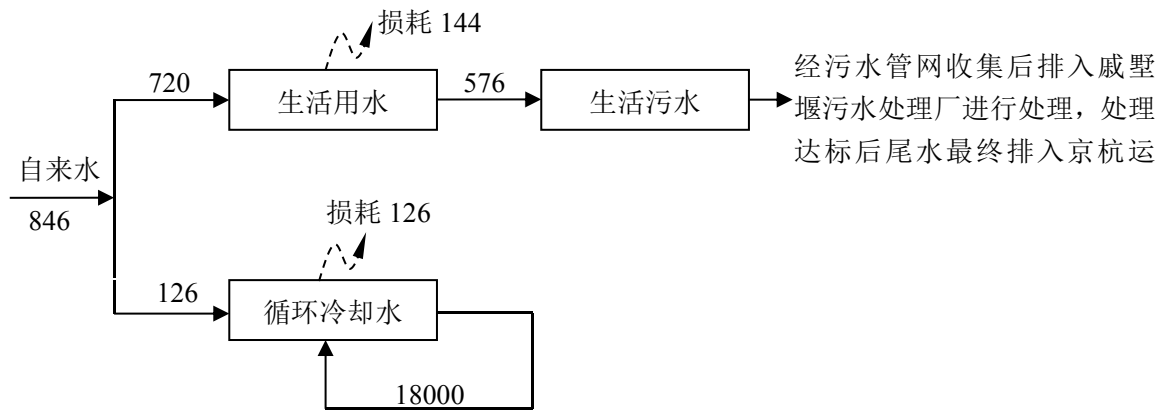 损耗 144
720
生活用水
576
生活污水
经污水管网收集后排入戚墅
堰污水处理厂进行处理，处理
达标后尾水最终排入京杭运
自来水
846
损耗 126
126
循环冷却水
18000